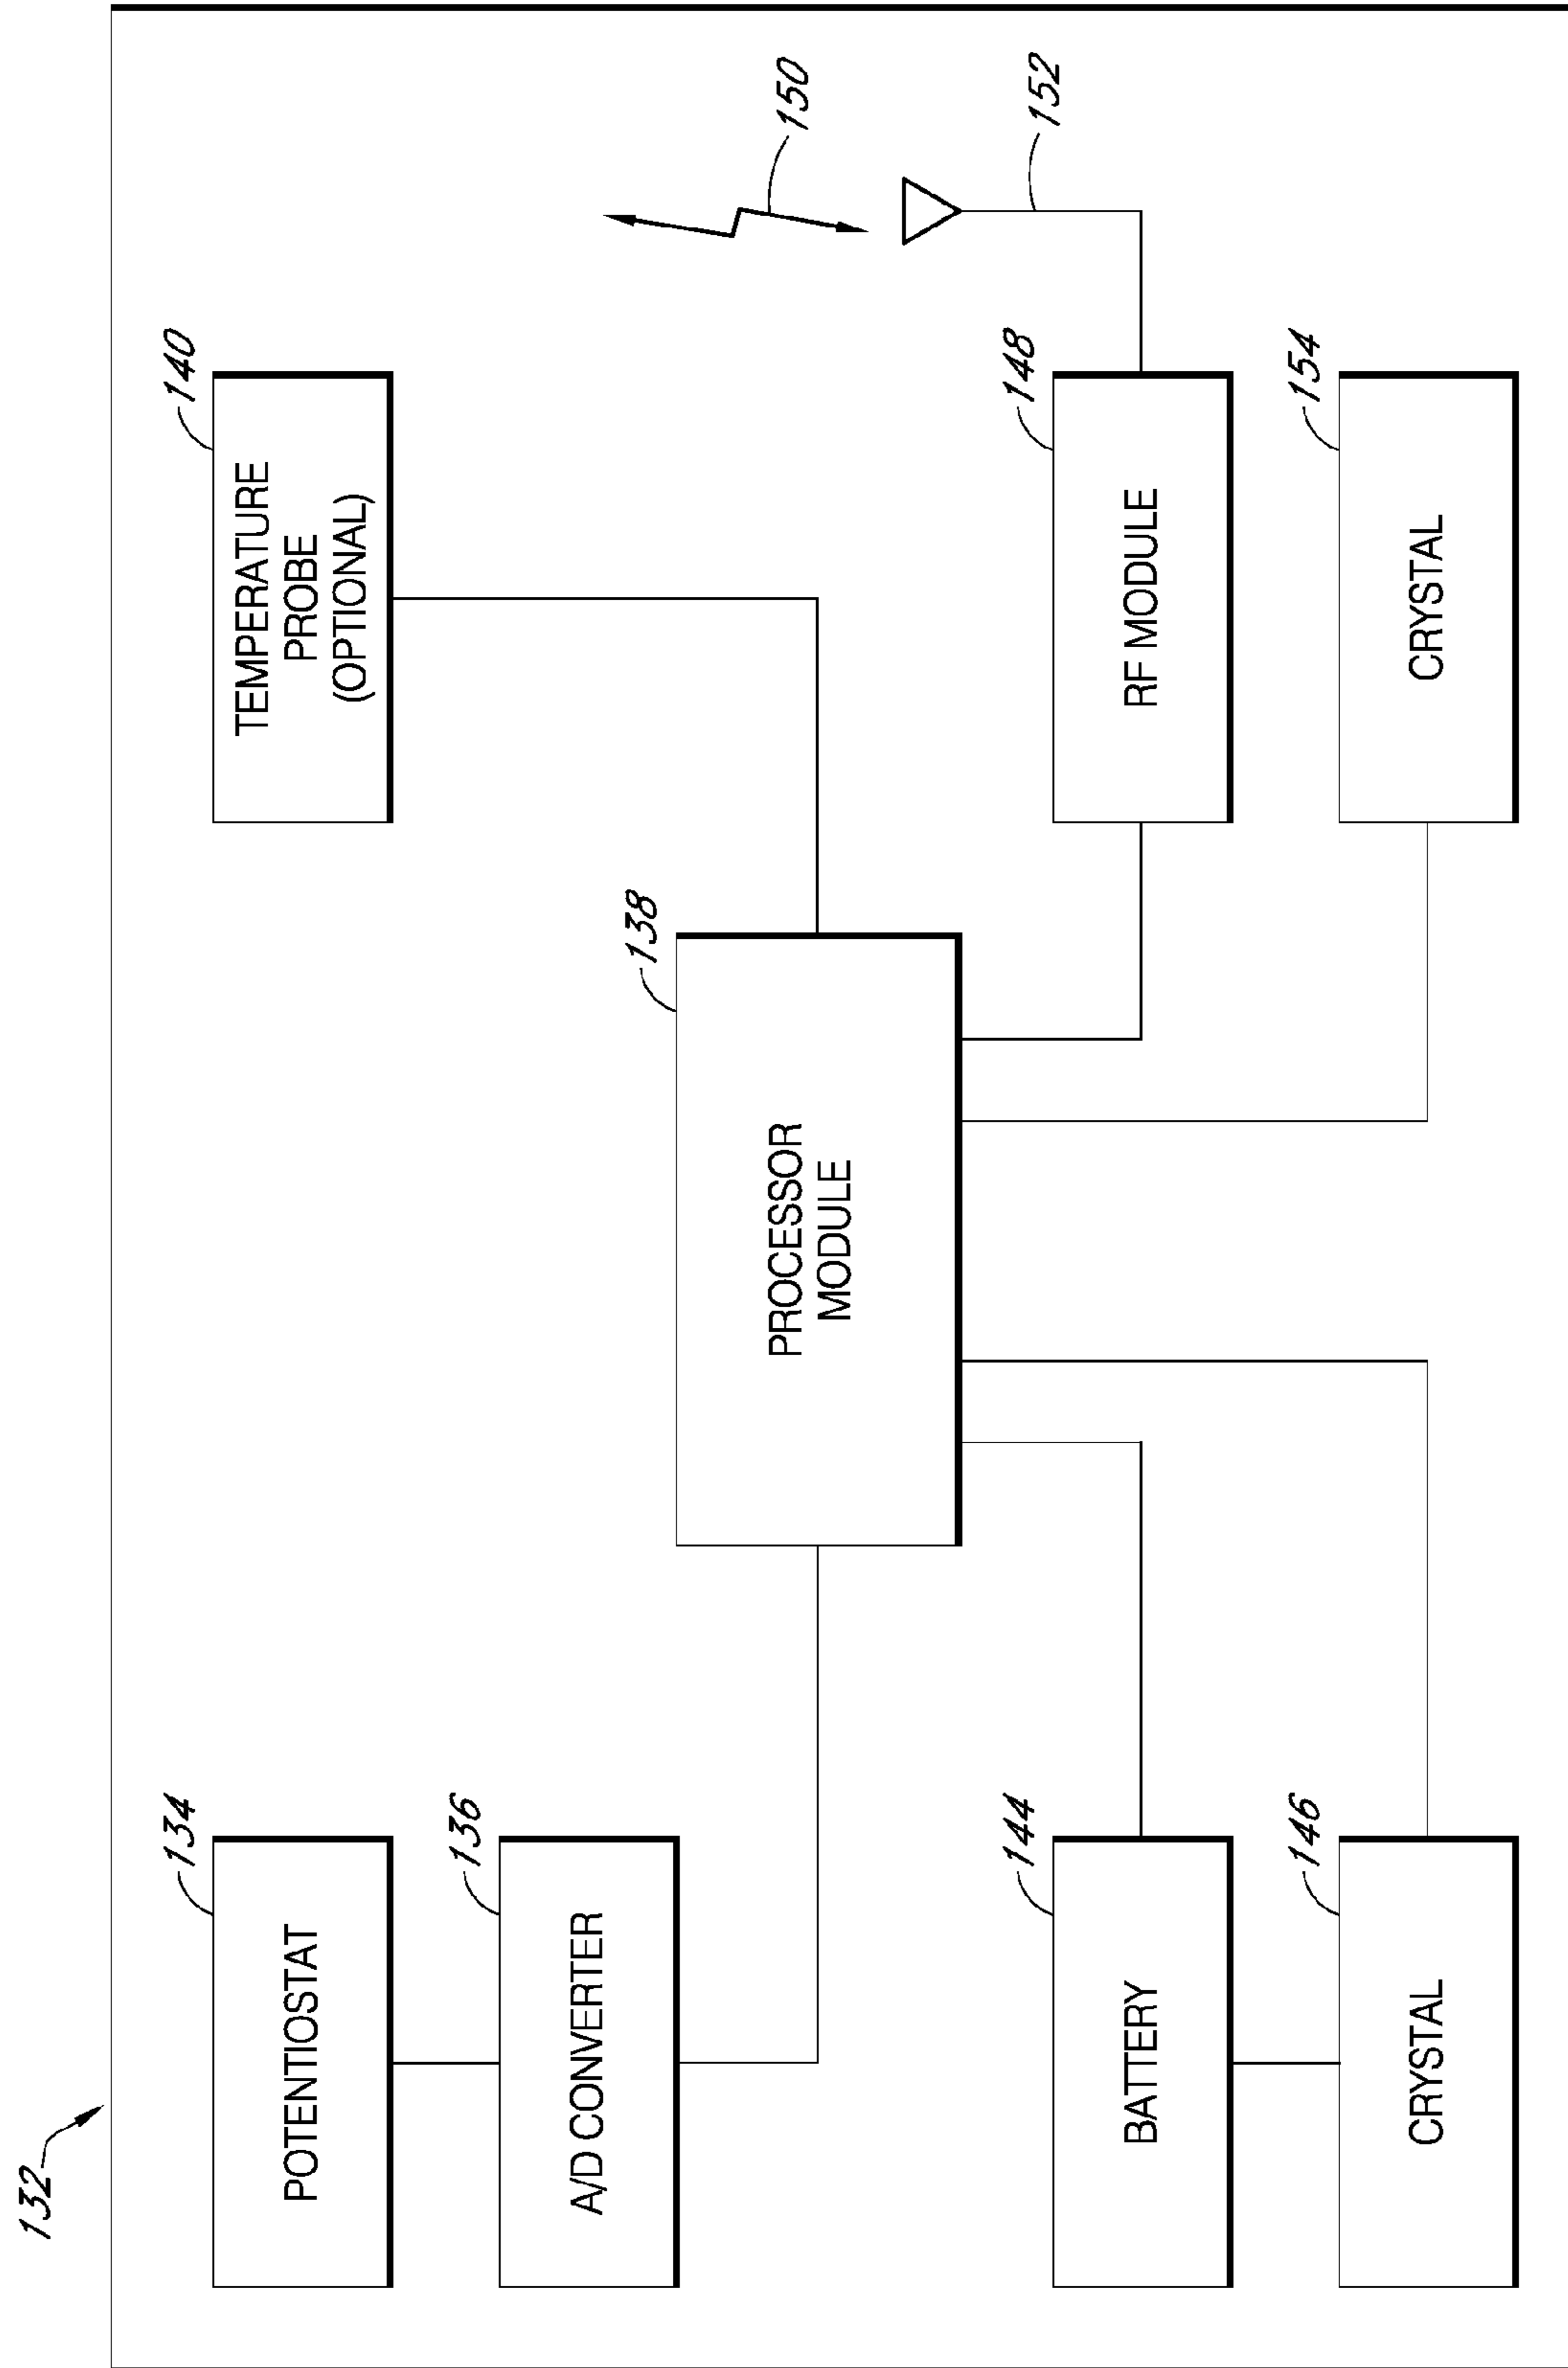 132
134
POTENTIOSTAT
136
A/D CONVERTER
138
PROCESSOR
MODULE
140
TEMPERATURE
PROBE
(OPTIONAL)
150
152
144
BATTERY
146
CRYSTAL
148
RF MODULE
154
CRYSTAL